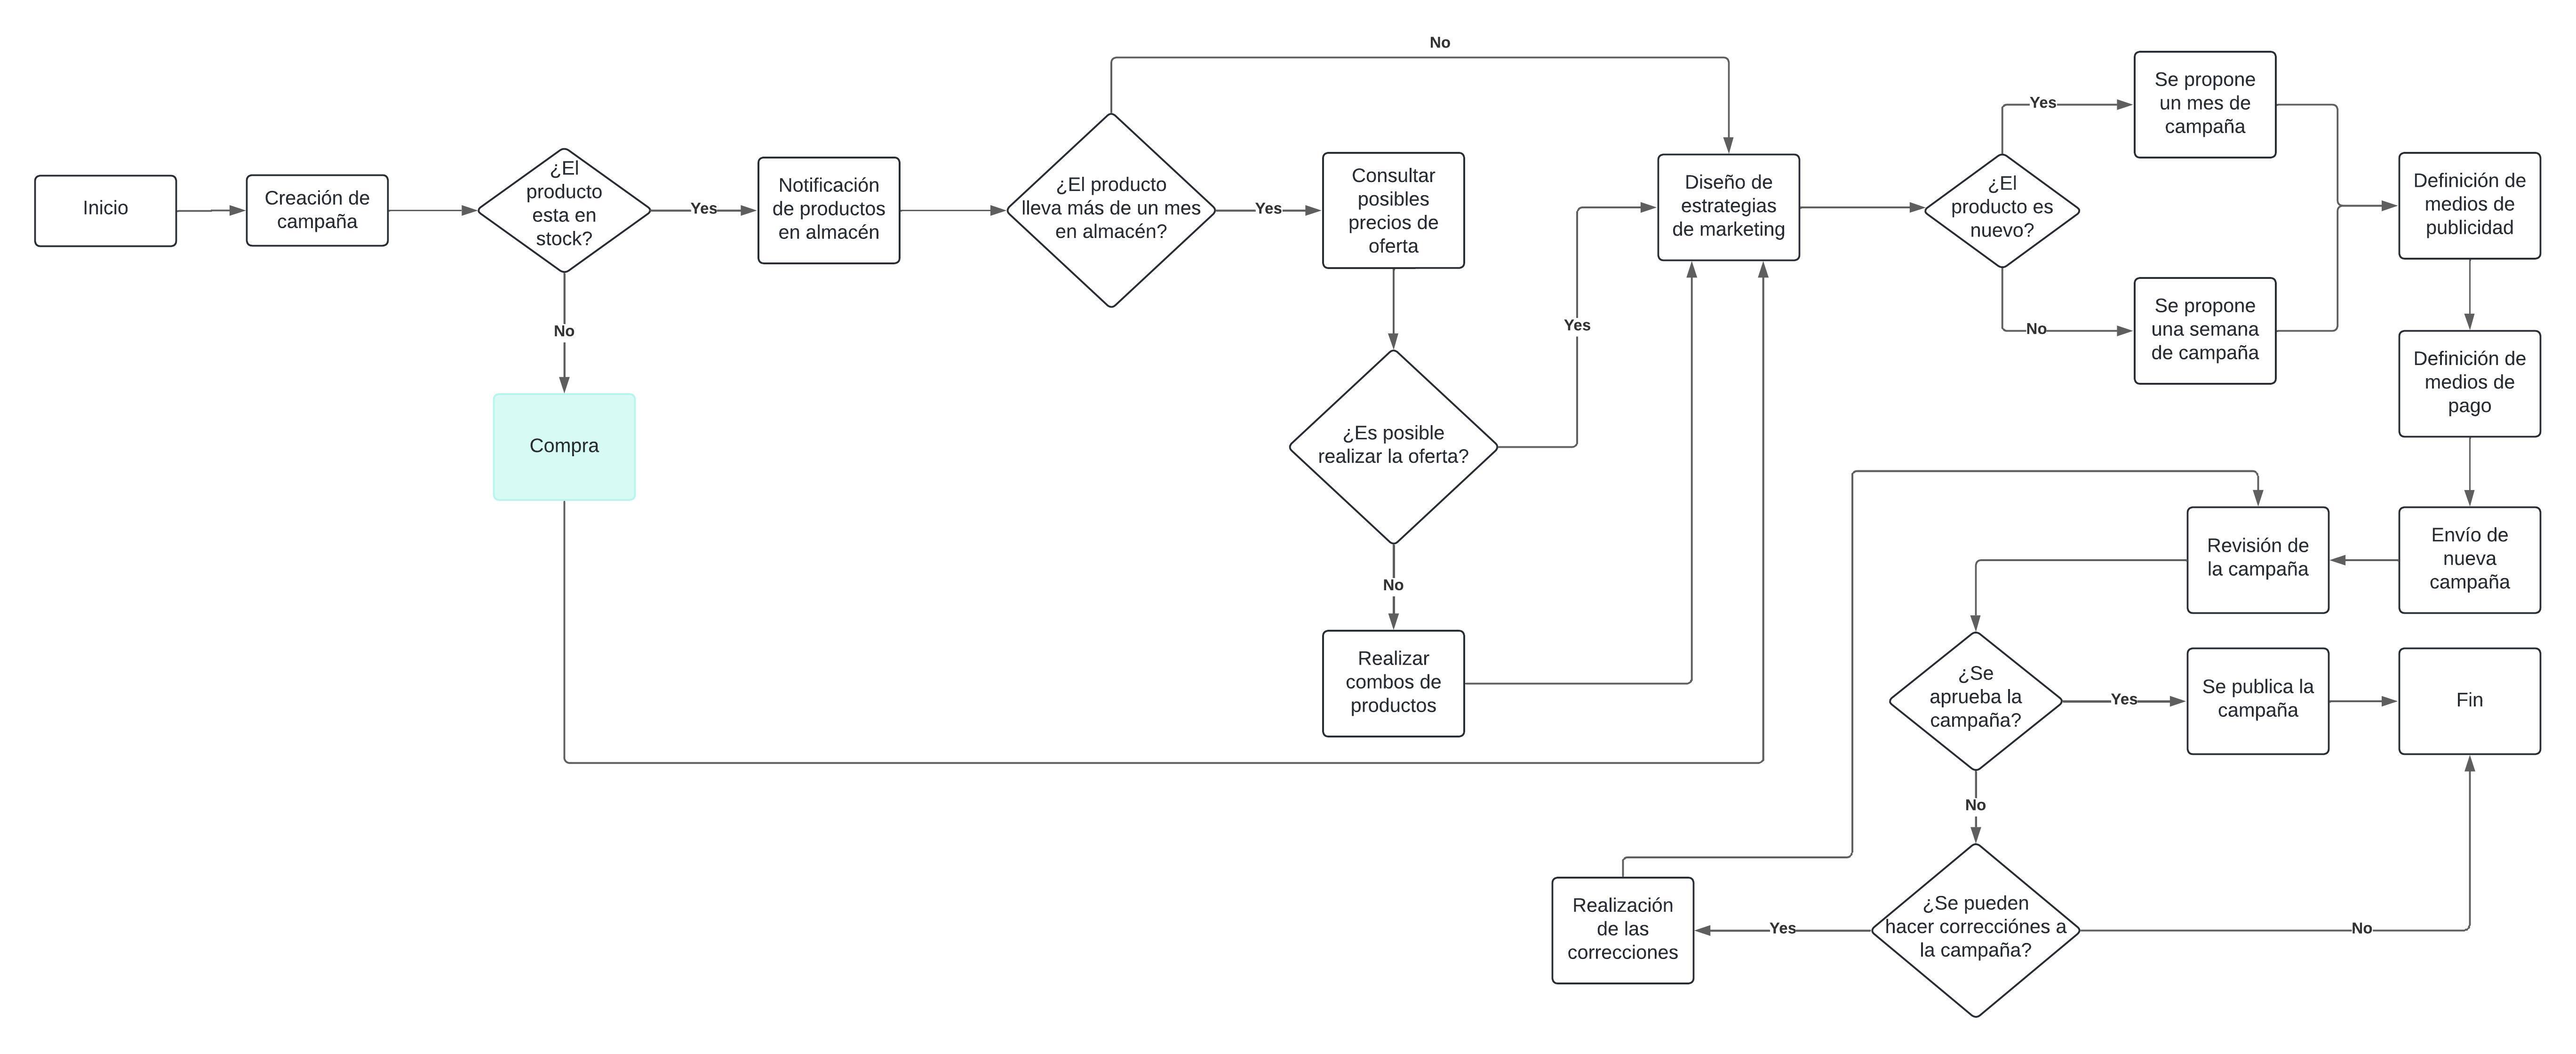 Inicio
Creación de
campaña
¿El
producto
esta en
stock?
Yes
No
Compra
Notificación
de productos
en almacén
¿El producto
lleva más de un mes
en almacén?
No
Yes
Consultar
posibles
precios de
oferta
¿Es posible
realizar la oferta?
Yes
No
Realizar
combos de
productos
Diseño de
estrategias
de marketing
¿El
producto es
nuevo?
Yes
Se propone
un mes de
campaña
No
Se propone
una semana
de campaña
Definición de
medios de
publicidad
Definición de
medios de
pago
Envío de
nueva
campaña
Revisión de
la campaña
¿Se
aprueba la
campaña?
Yes
Se publica la
campaña
Fin
No
¿Se pueden
hacer correcciónes a
la campaña?
Yes
Realización
de las
correcciones
No